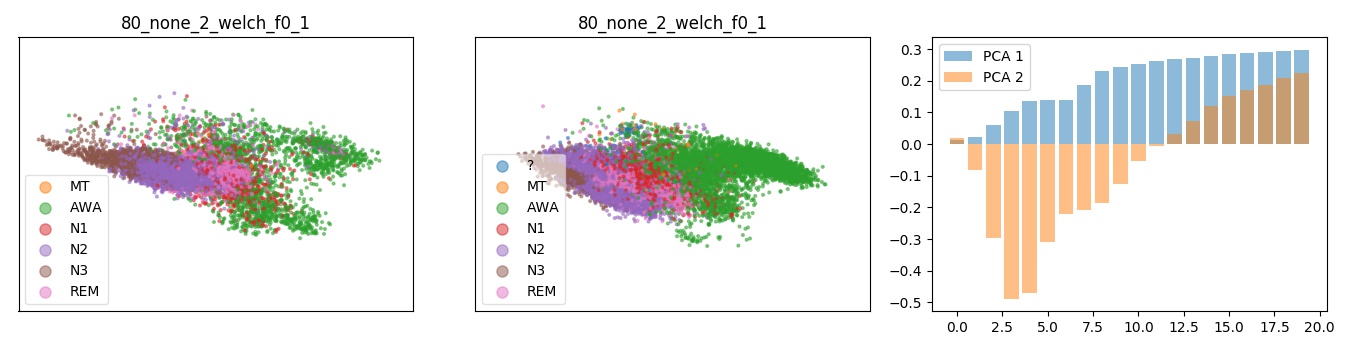 80_none_2_welch_f0_1
MT
AWA
N1
N2
N3
REM
80_none_2_welch_f0_1
?
MT
AWA
N1
N2
N3
REM
PCA 1
PCA 2
0.3
0.2
0.1
0.0
−0.1
−0.2
−0.3
−0.4
−0.5
0.0 2.5 5.0 7.5 10.0 12.5 15.0 17.5 20.0